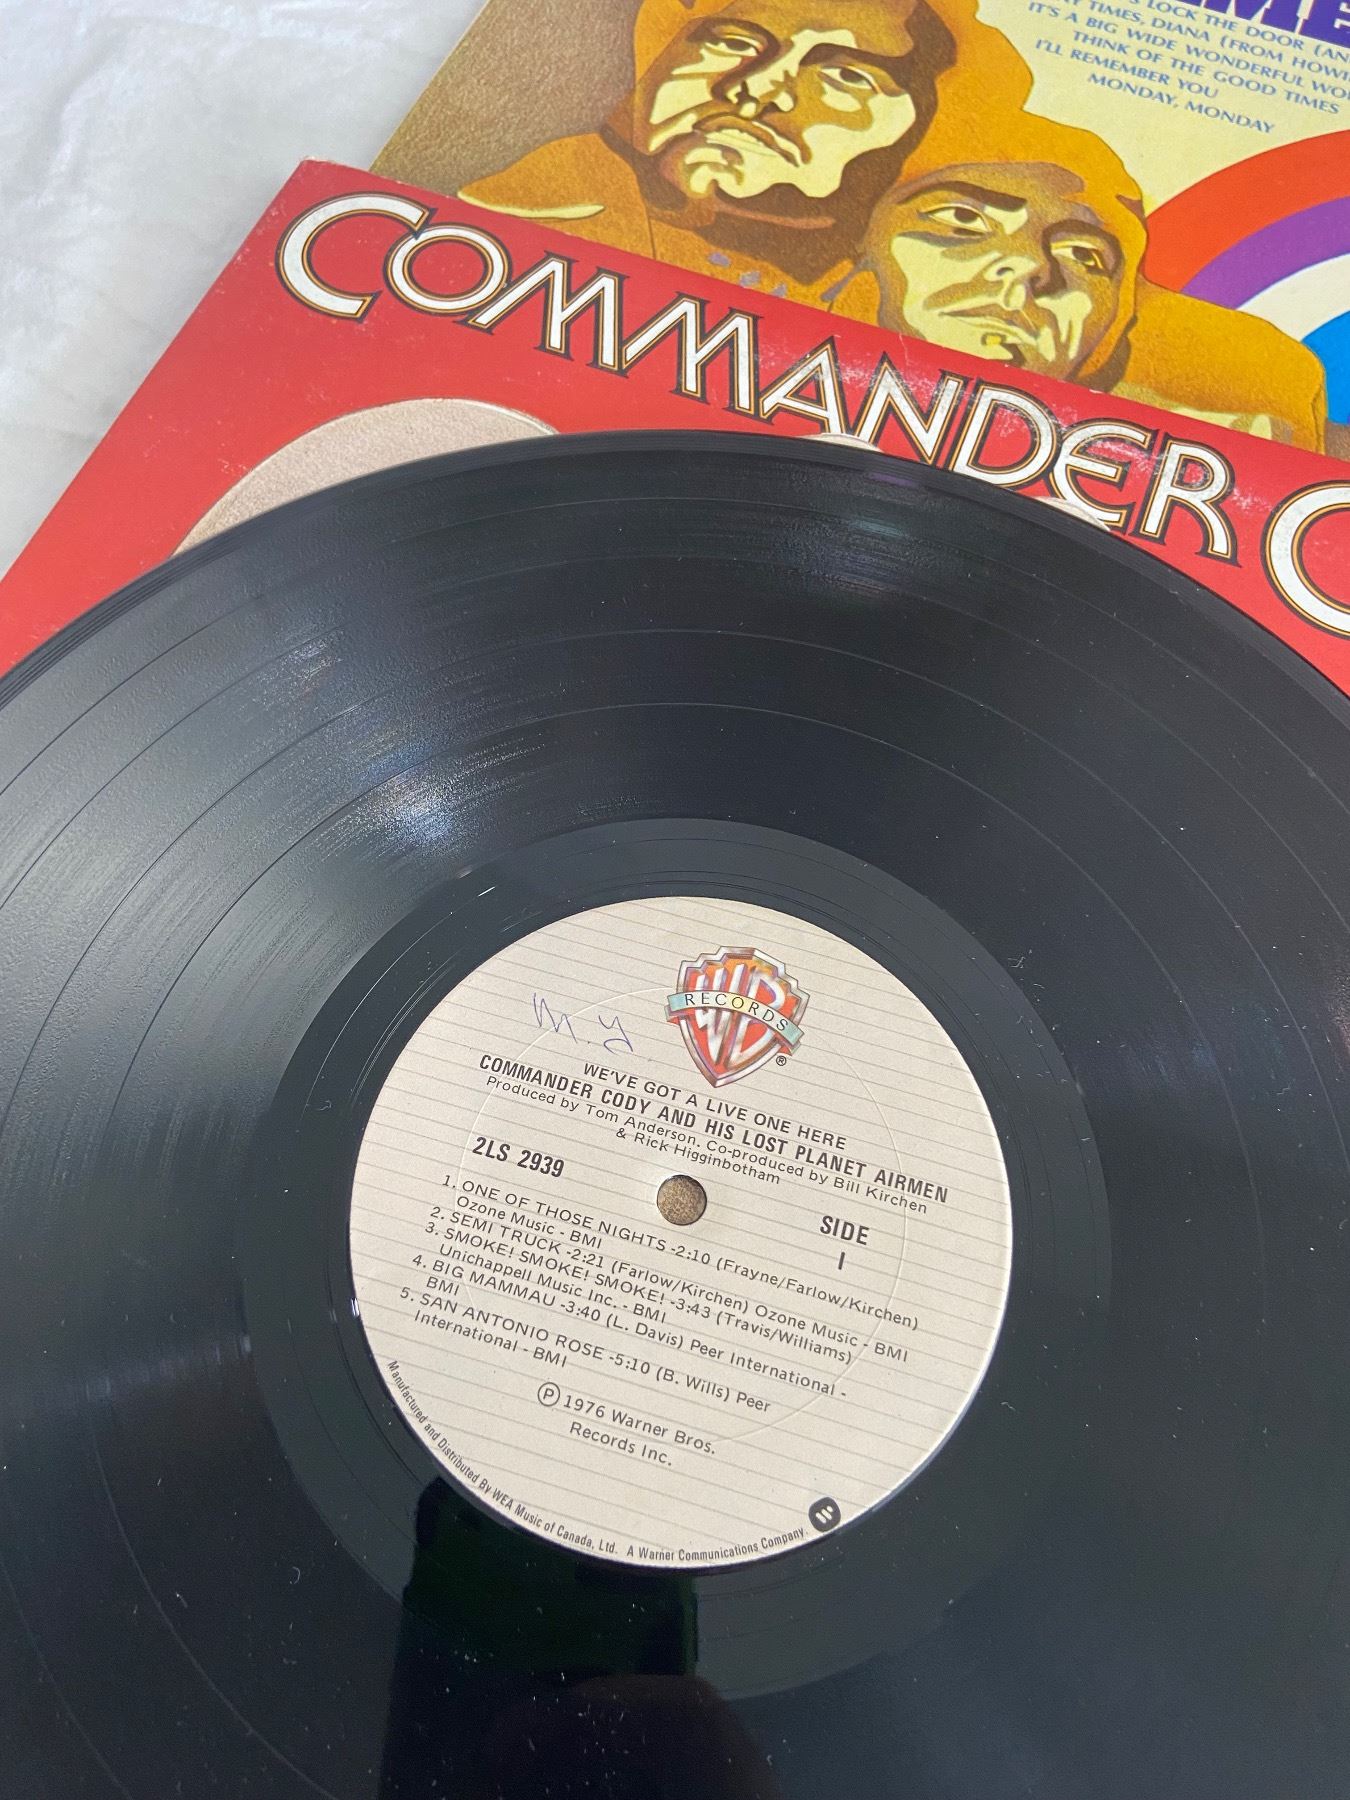 LOCK THE DOOR (AN
TIMES, DIANA (FROM HOWI
IT'S A BIG WIDE WONDERFUL WO
THINK OF THE GOOD TIMES
I'LL REMEMBER YOU
MONDAY, MONDAY
COMMANDER C
M.Y.
WB
RECORDS
®
WE'VE GOT A LIVE ONE HERE
COMMANDER CODY AND HIS LOST PLANET AIRMEN
Produced by Tom Anderson. Co-produced by Bill Kirchen
& Rick Higginbotham
2LS 2939
SIDE
I
1. ONE OF THOSE NIGHTS -2:10 (Frayne/Farlow/Kirchen)
Ozone Music - BMI
2. SEMI TRUCK -2:21 (Farlow/Kirchen) Ozone Music - BMI
3. SMOKE! SMOKE! SMOKE! -3:43 (Travis/Williams)
Unichappell Music Inc. - BMI
4. BIG MAMMAU -3:40 (L. Davis) Peer International -
BMI
5. SAN ANTONIO ROSE -5:10 (B. Wills) Peer
International - BMI
Ⓟ 1976 Warner Bros.
Records Inc.
Manufactured and Distributed By WEA Music of Canada, Ltd. A Warner Communications Company.